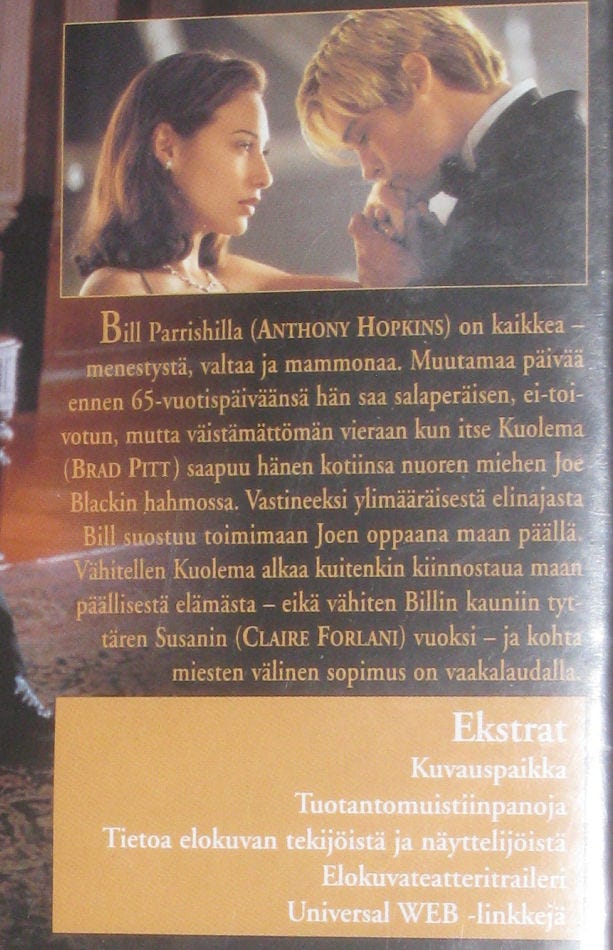 Bill Parrishilla (ANTHONY HOPKINS) on kaikkea –
menestystä, valtaa ja mammonaa. Muutamaa päivää
ennen 65-vuotispäiväänsä hän saa salaperäisen, ei-toi-
votun, mutta väistämättömän vieraan kun itse Kuolema
(BRAD PITT) saapuu hänen kotiinsa nuoren miehen Joe
Blackin hahmossa. Vastineeksi ylimääräisestä elinajasta
Bill suostuu toimimaan Joen oppaana maan päällä.
Vähitellen Kuolema alkaa kuitenkin kiinnostaua maan
päällisestä elämästa – eikä vähiten Billin kauniin tyt-
tären Susanin (CLAIRE FORLANI) vuoksi – ja kohta
miesten välinen sopimus on vaakalaudalla.
Ekstrat
Kuvauspaikka
Tuotantomuistiinpanoja
Tietoa elokuvan tekijöistä ja näyttelijöistä
Elokuvateatteritraileri
Universal WEB -linkkejä